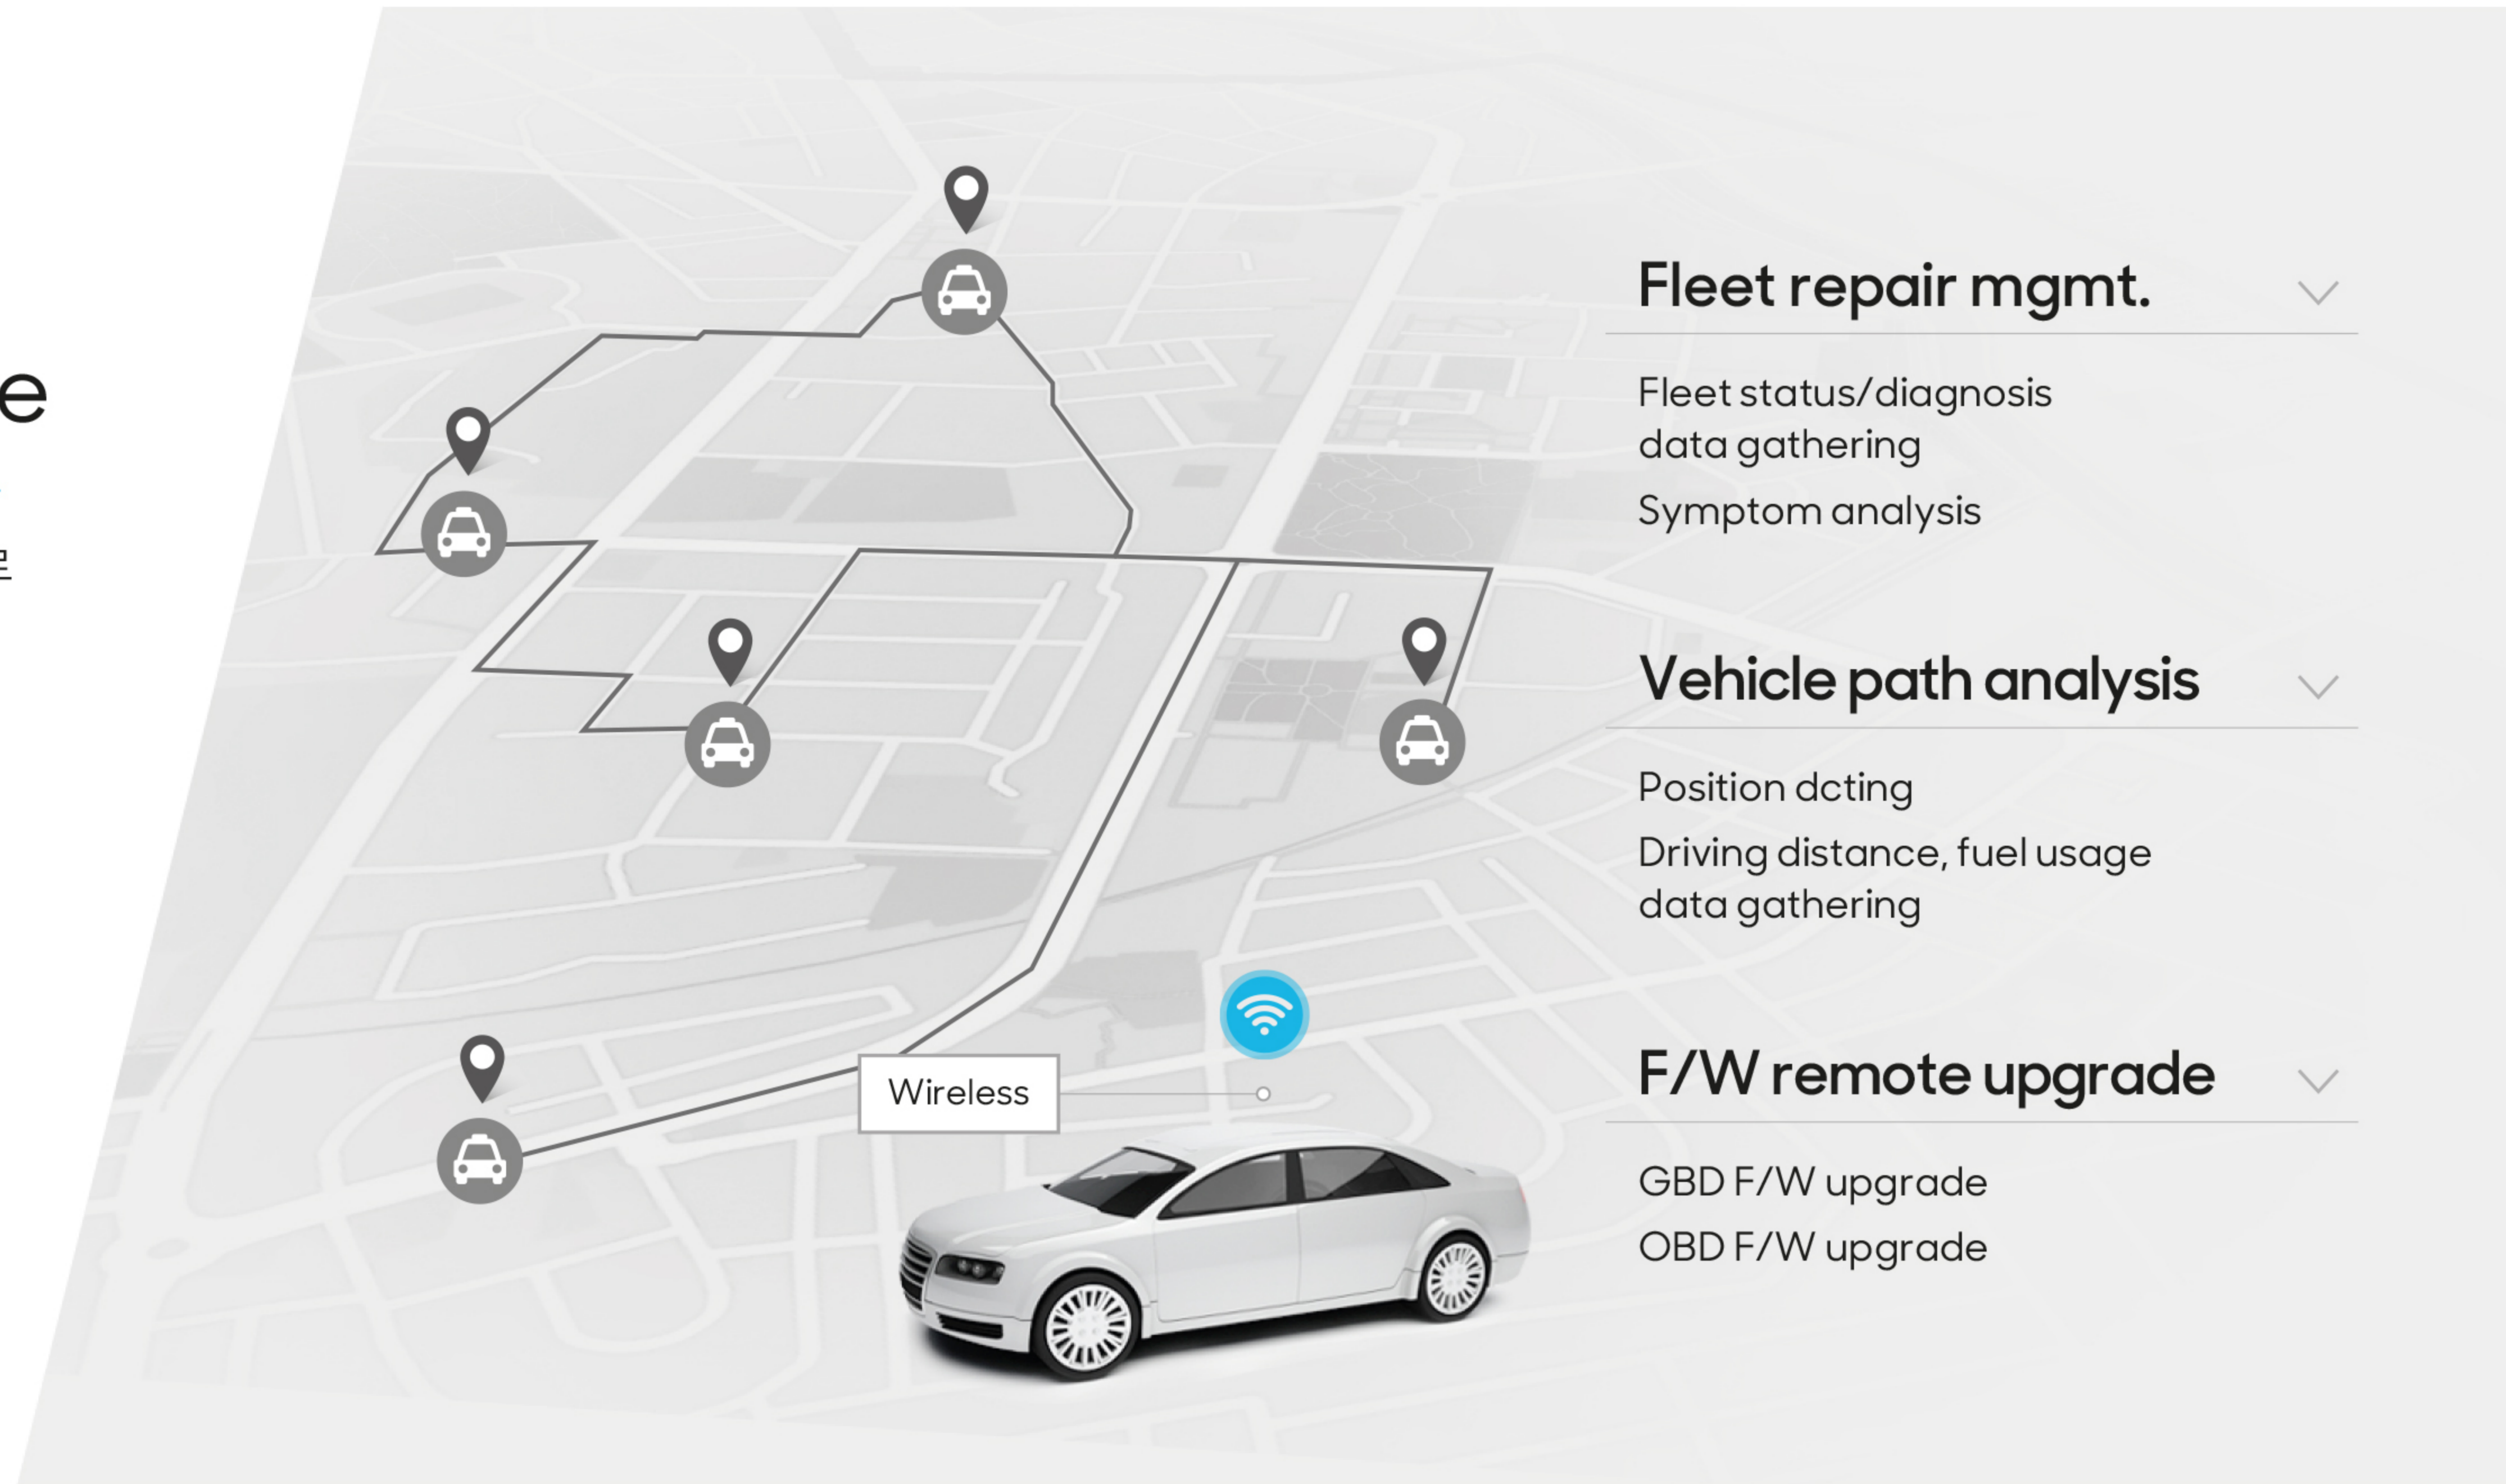 e
로
Fleet repair mgmt.
Fleet status/diagnosis
data gathering
Symptom analysis
Vehicle path analysis
Position dcting
Driving distance, fuel usage
data gathering
Wireless
F/W remote upgrade
GBD F/W upgrade
OBD F/W upgrade